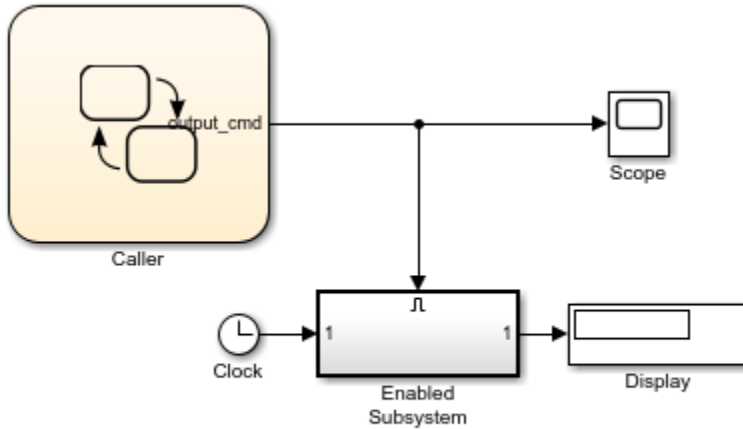 output_cmd
Scope
Caller
1
1
Clock
Enabled
Subsystem
Display